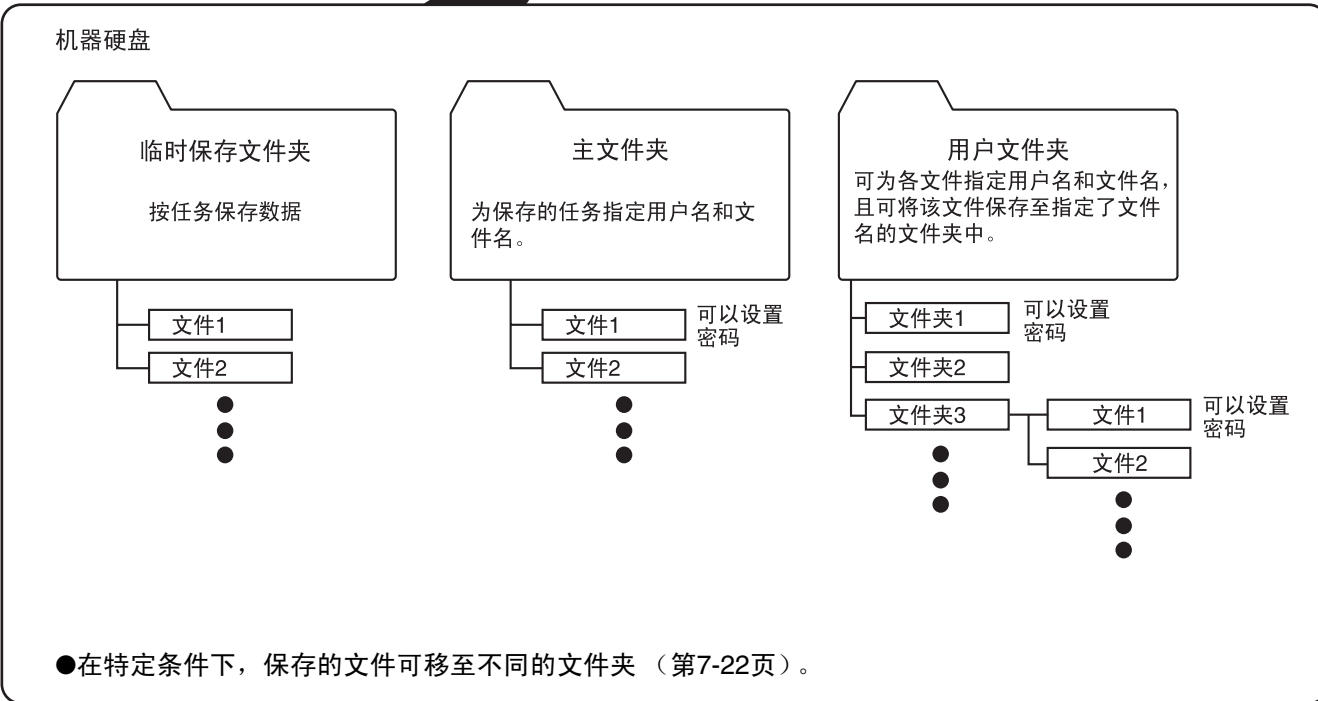 机器硬盘
临时保存文件夹
按任务保存数据
文件1
文件2
主文件夹
为保存的任务指定用户名和文
件名。
文件1
可以设置
密码
文件2
用户文件夹
可为各文件指定用户名和文件名，
且可将该文件保存至指定了文件
名的文件夹中。
文件夹1
可以设置
密码
文件夹2
文件夹3
文件1
可以设置
密码
文件2
●在特定条件下，保存的文件可移至不同的文件夹 （第7-22页）。